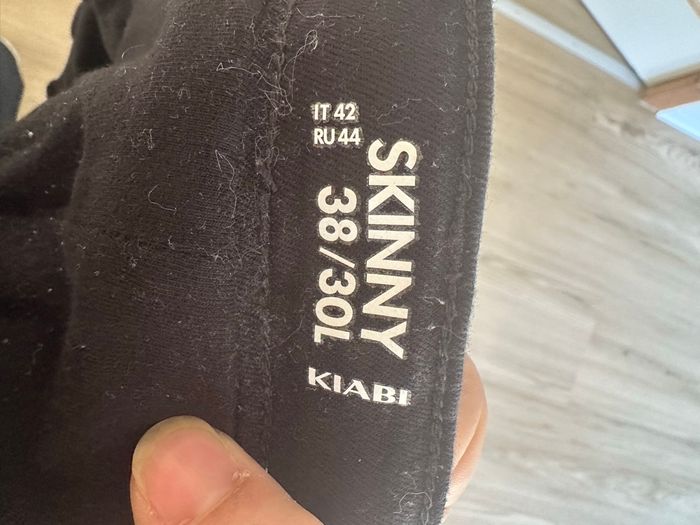 IT 42
RU 44
SKINNY
38/30L
KIABI